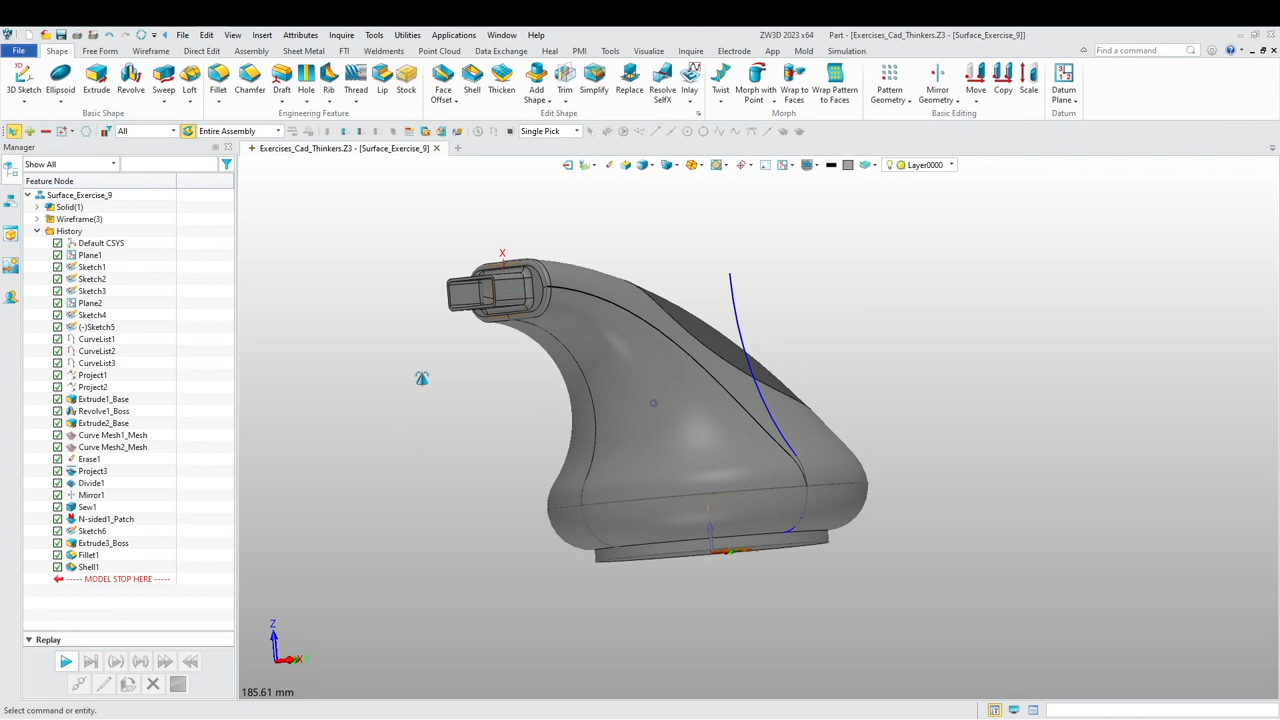 File Edit View Insert Attributes Inquire Tools Utilities Applications Window Help
ZW3D 2023 x64
Part - [Exercises_Cad_Thinkers.Z3 - [Surface_Exercise_9]]
File Shape Free Form Wireframe Direct Edit Assembly Sheet Metal FTI Weldments Point Cloud Data Exchange Heal PMI Tools Visualize Inquire Electrode App Mold Simulation
Find a command
3D Sketch Ellipsoid Extrude Revolve Sweep Loft Fillet Chamfer Draft Hole Rib Thread Lip Stock Face Offset Shell Thicken Add Shape Trim Simplify Replace Resolve SelfX Inlay Twist Morph with Point Wrap to Faces Wrap Pattern to Faces Pattern Geometry Mirror Geometry Move Copy Scale Datum Plane
Basic Shape Engineering Feature Edit Shape Morph Basic Editing Datum
All Entire Assembly Single Pick
Manager
Exercises_Cad_Thinkers.Z3 - [Surface_Exercise_9]
Show All
Layer0000
Feature Node
Surface_Exercise_9
Solid(1)
Wireframe(3)
History
Default CSYS
Plane1
Sketch1
Sketch2
Sketch3
Plane2
Sketch4
(-)Sketch5
CurveList1
CurveList2
CurveList3
Project1
Project2
Extrude1_Base
Revolve1_Boss
Extrude2_Base
Curve Mesh1_Mesh
Curve Mesh2_Mesh
Erase1
Project3
Divide1
Mirror1
Sew1
N-sided1_Patch
Sketch6
Extrude3_Boss
Fillet1
Shell1
----- MODEL STOP HERE -----
Replay
X
Z
X
185.61 mm
Select command or entity.